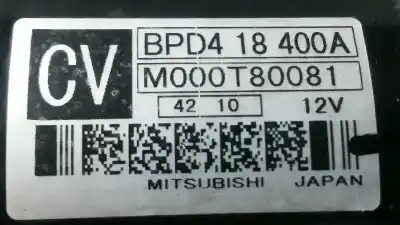 CV
BPD4 18 400A
M000T80081
42 10 12V
MITSUBISHI JAPAN